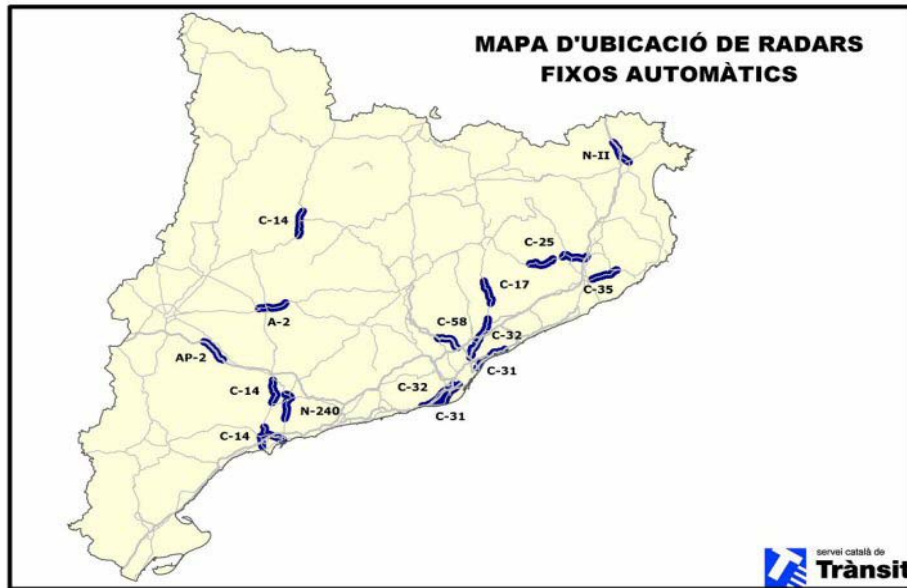 MAPA D'UBICACIÓ DE RADARS
FIXOS AUTOMÀTICS
N-II
C-14
C-25
C-17
C-35
A-2
C-58
C-32
AP-2
C-31
C-14
C-32
N-240
C-31
C-14
servei català de
Trànsit